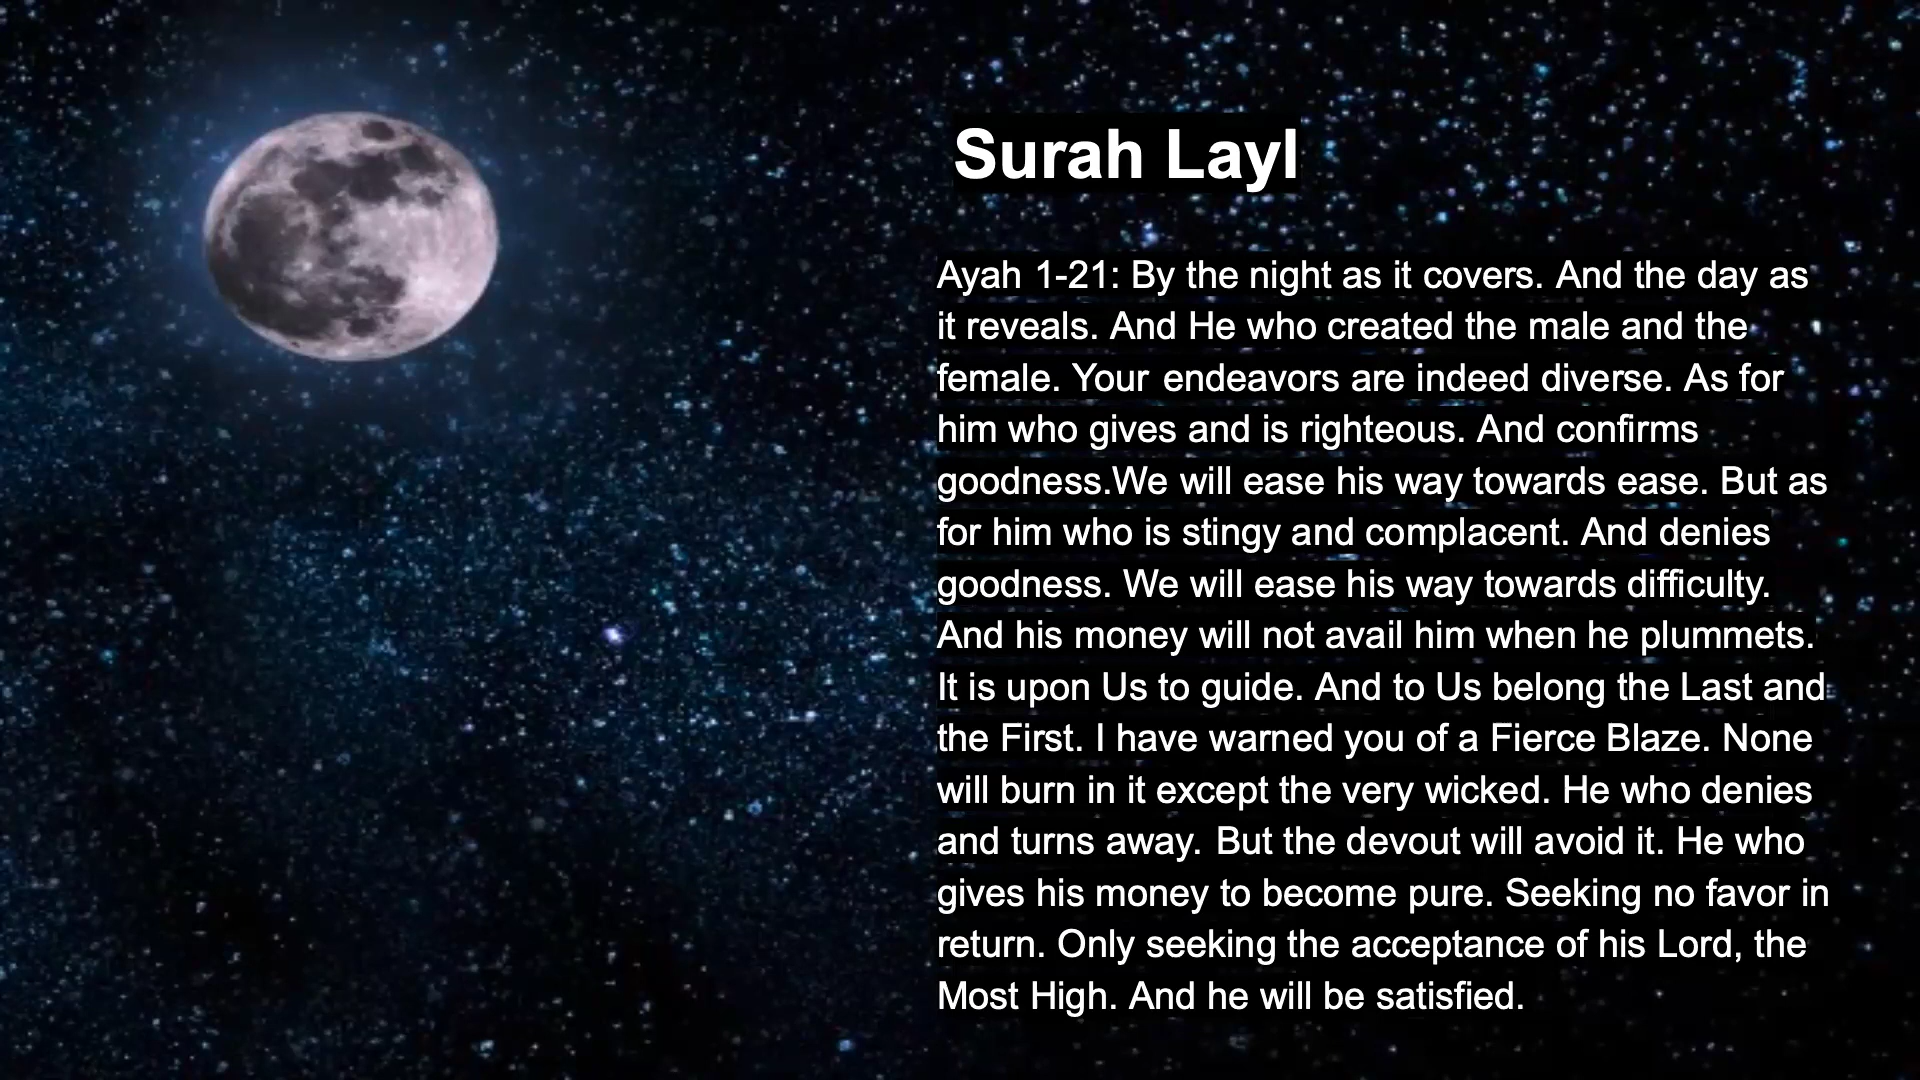 Surah Layl
Ayah 1-21: By the night as it covers. And the day as
it reveals. And He who created the male and the
female. Your endeavors are indeed diverse. As for
him who gives and is righteous. And confirms
goodness.We will ease his way towards ease. But as
for him who is stingy and complacent. And denies
goodness. We will ease his way towards difficulty.
And his money will not avail him when he plummets.
It is upon Us to guide. And to Us belong the Last and
the First. I have warned you of a Fierce Blaze. None
will burn in it except the very wicked. He who denies
and turns away. But the devout will avoid it. He who
gives his money to become pure. Seeking no favor in
return. Only seeking the acceptance of his Lord, the
Most High. And he will be satisfied.